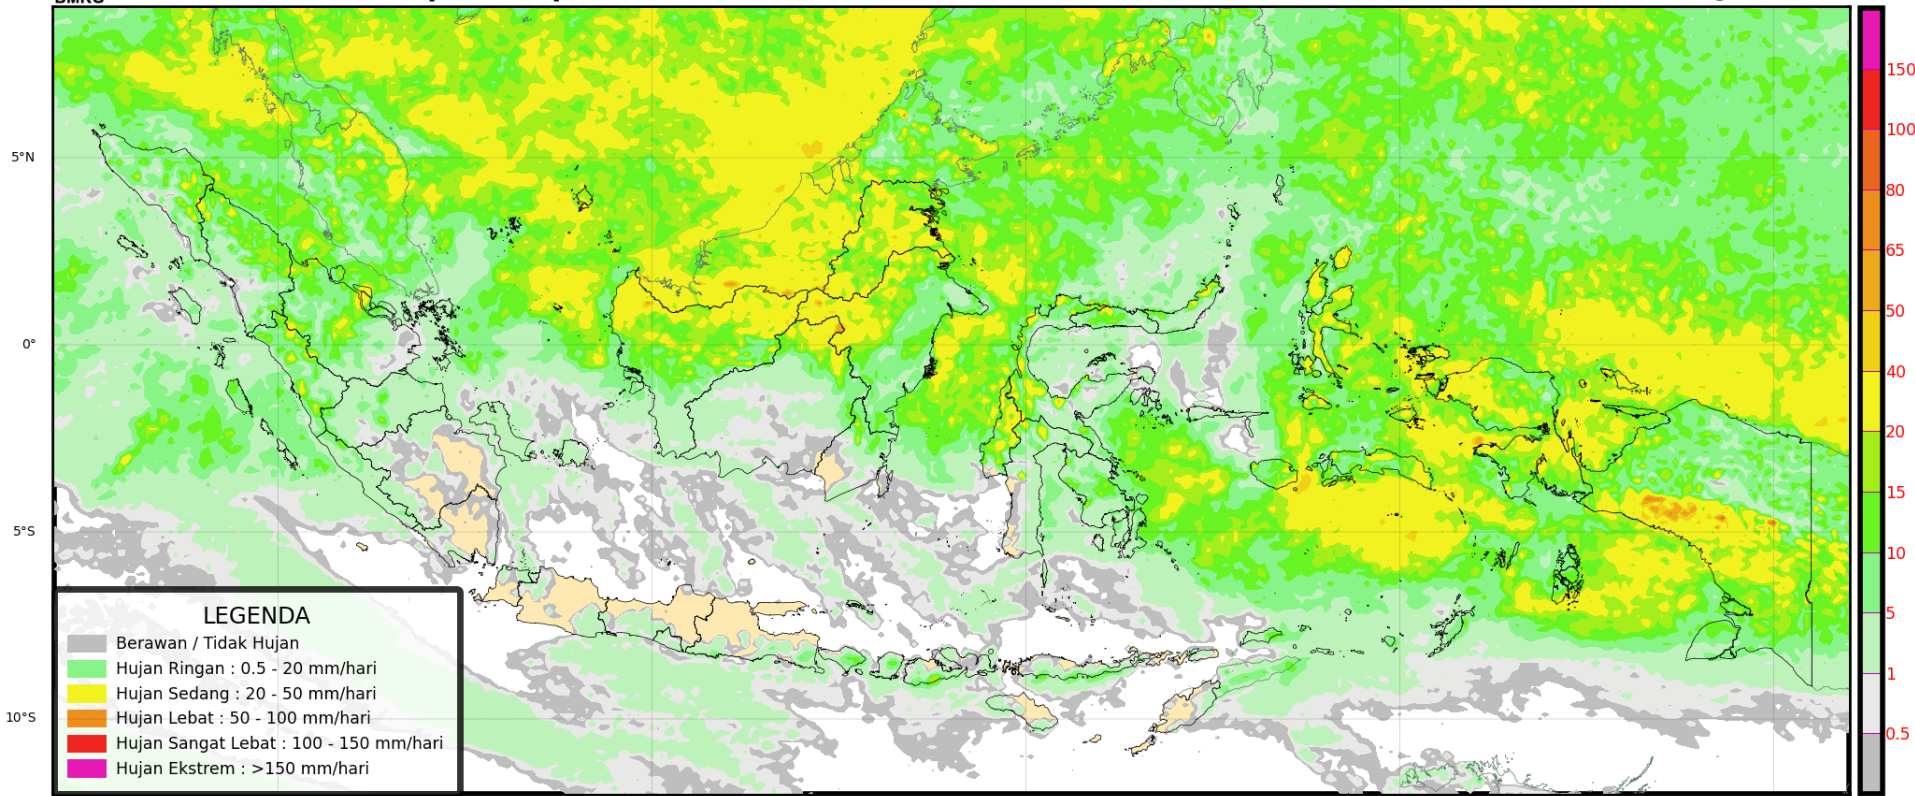 BMKG
5°N
0°
5°S
10°S
LEGENDA
Berawan / Tidak Hujan
Hujan Ringan : 0.5 - 20 mm/hari
Hujan Sedang : 20 - 50 mm/hari
Hujan Lebat : 50 - 100 mm/hari
Hujan Sangat Lebat : 100 - 150 mm/hari
Hujan Ekstrem : >150 mm/hari
150
100
80
65
50
40
20
15
10
5
1
0.5